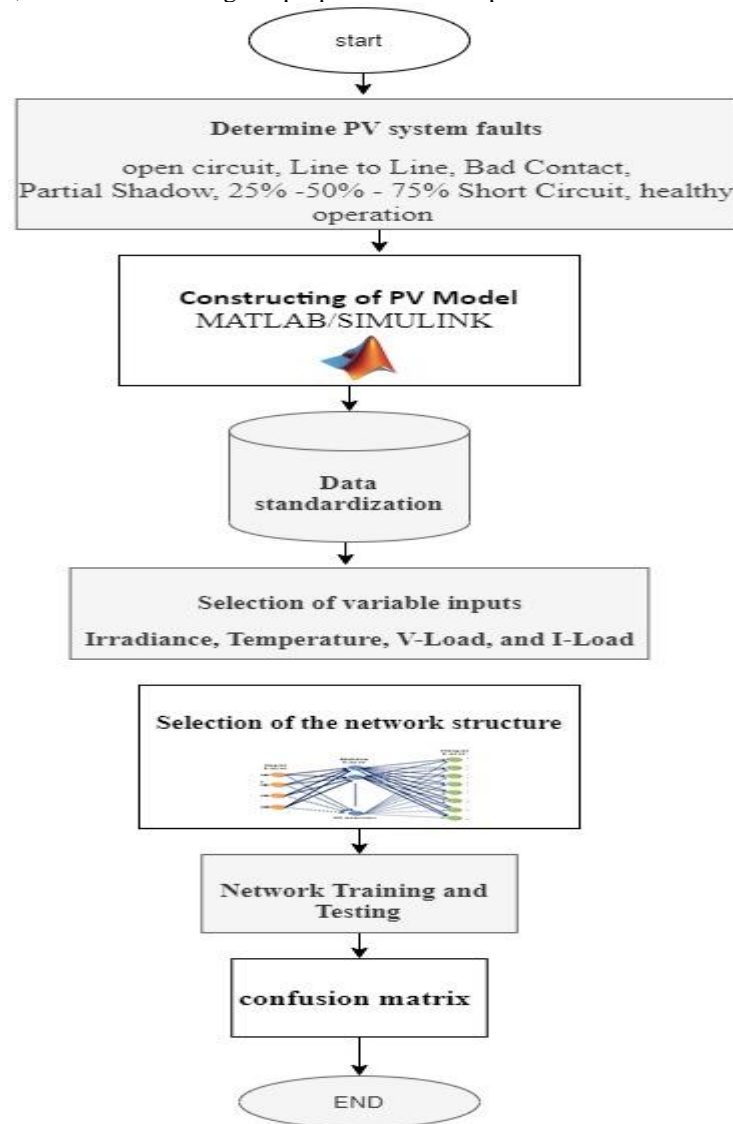 start
Determine PV system faults
open circuit, Line to Line, Bad Contact,
Partial Shadow, 25% -50% - 75% Short Circuit, healthy
operation
Constructing of PV Model
MATLAB/SIMULINK
Data
standardization
Selection of variable inputs
Irradiance, Temperature, V-Load, and I-Load
Selection of the network structure
Network Training and
Testing
confusion matrix
END